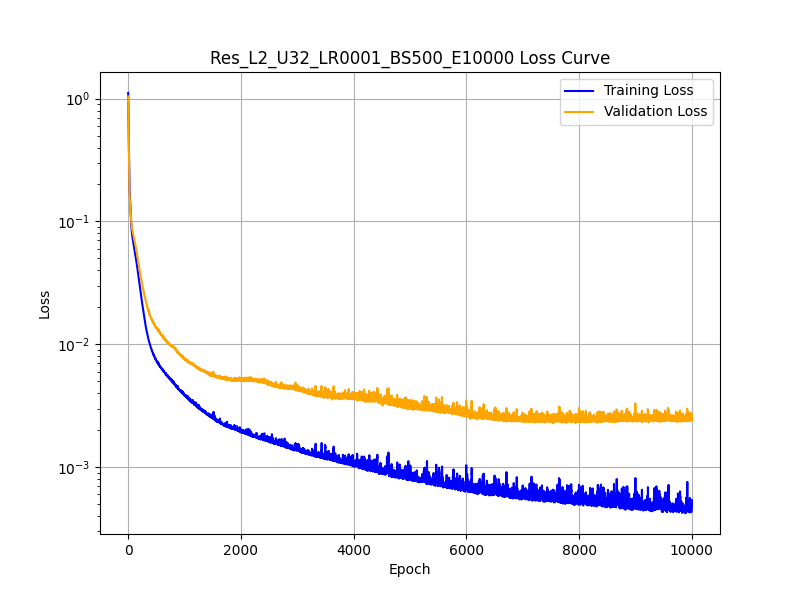 Res_L2_U32_LR0001_BS500_E10000 Loss Curve
Training Loss
Validation Loss
10⁰
10⁻¹
10⁻²
10⁻³
Loss
0 2000 4000 6000 8000 10000
Epoch